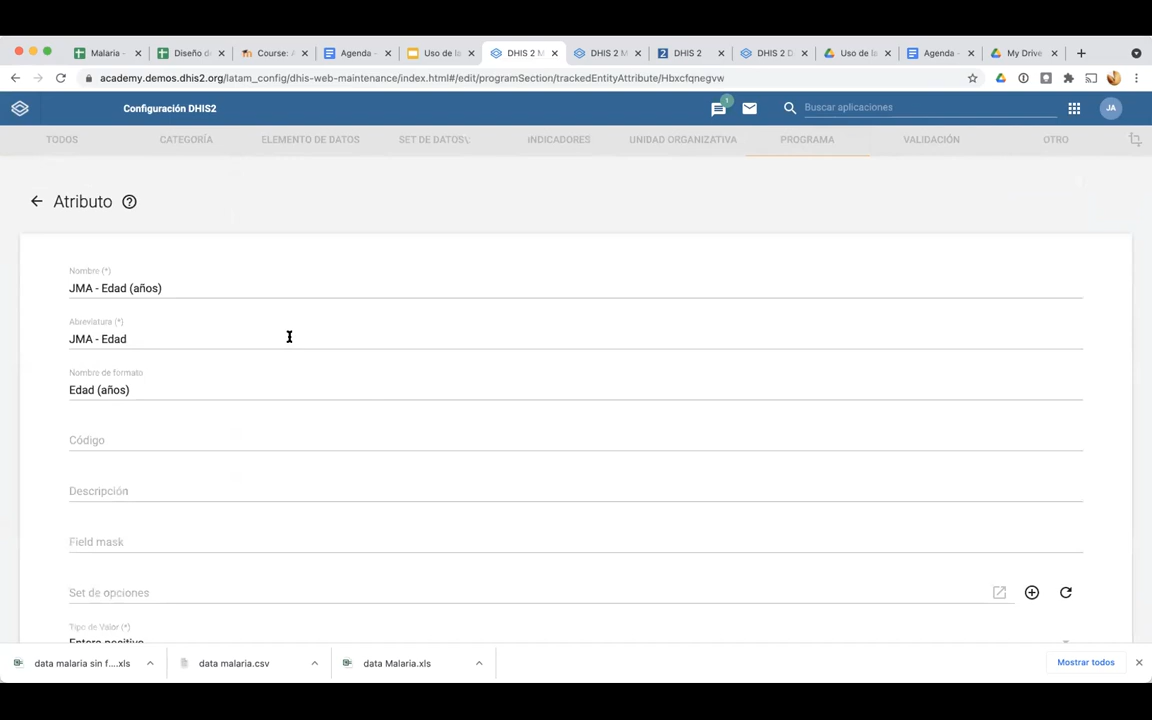 Malaria -
Diseño d
Course: A
Agenda -
Uso de la
DHIS 2 M
DHIS 2 M
DHIS 2
DHIS 2 D
Uso de la
Agenda -
My Drive
academy.demos.dhis2.org/latam_config/dhis-web-maintenance/index.html#/edit/programSection/trackedEntityAttribute/Hbxcfqnegvw
Configuración DHIS2
1
Buscar aplicaciones
JA
TODOS
CATEGORÍA
ELEMENTO DE DATOS
SET DE DATOS\;
INDICADORES
UNIDAD ORGANIZATIVA
PROGRAMA
VALIDACIÓN
OTRO
Atributo
Nombre (*)
JMA - Edad (años)
Abreviatura (*)
JMA - Edad
Nombre de formato
Edad (años)
Código
Descripción
Field mask
Set de opciones
Tipo de Valor (*)
Entero positivo
data malaria sin f....xls
data malaria.csv
data Malaria.xls
Mostrar todos